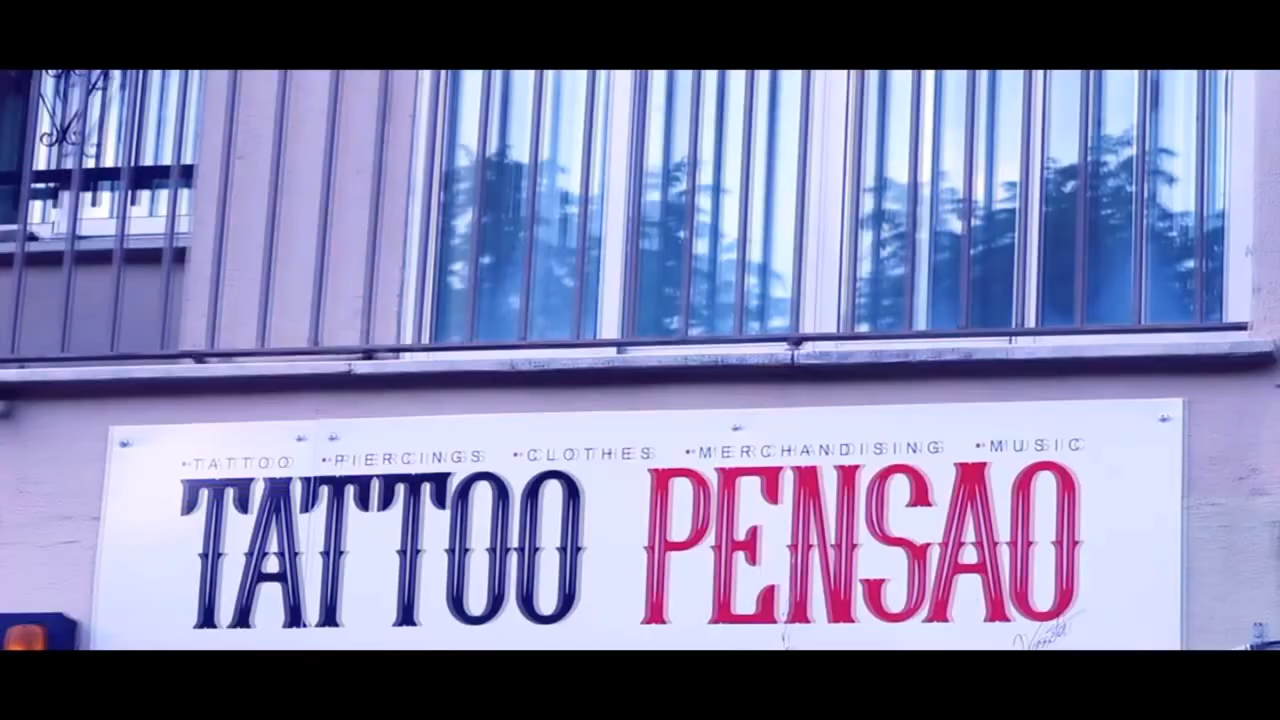 •TATTOO •PIERCINGS •CLOTHES •MERCHANDISING •MUSIC
TATTOO PENSAO